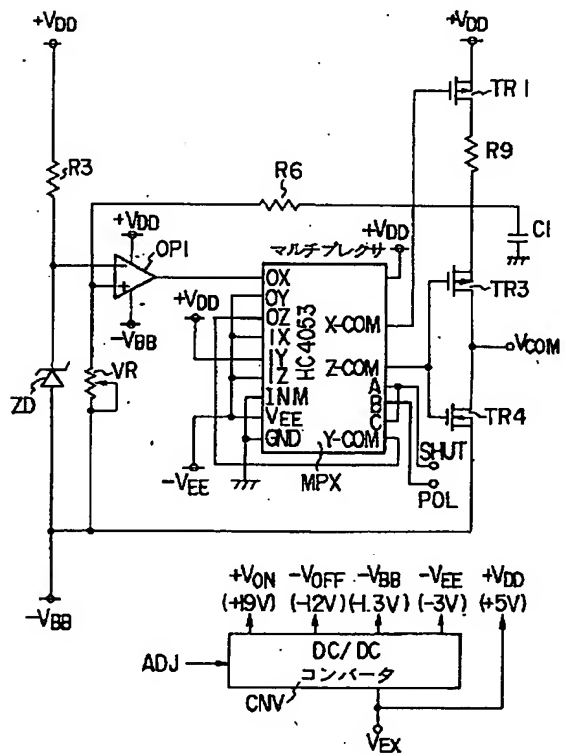 +VDD
+VDD
TR1
R3
R6
R9
+VDD
OP1
+VDD
C1
マルチプレクサ
+VDD
OX
OY
OZ
IX
IY
IZ
INM
VEE
GND
HC4053
X-COM
Z-COM
A
B
C
Y-COM
TR3
VCOM
TR4
-VBB
VR
ZD
-VEE
MPX
SHUT
POL
-VBB
+VON -VOFF -VBB -VEE +VDD
(+19V) (-12V) (-1.3V) (-3V) (+5V)
ADJ
DC/DC
コンバータ
CNV
VEX